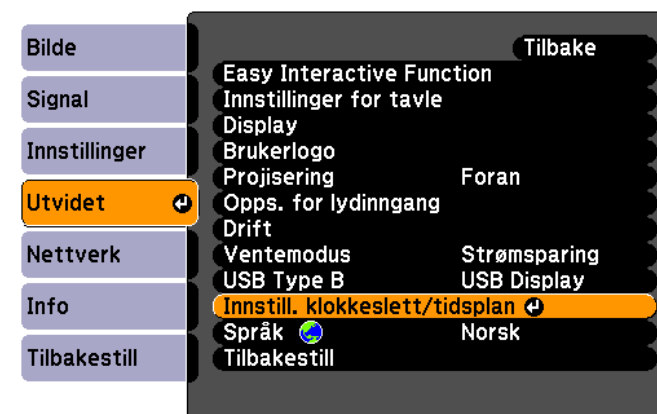 Bilde
Signal
Innstillinger
Utvidet
Nettverk
Info
Tilbakestill
Tilbake
Easy Interactive Function
Innstillinger for tavle
Display
Brukerlogo
Projisering Foran
Opps. for lydinngang
Drift
Ventemodus Strømsparing
USB Type B USB Display
Innstill. klokkeslett/tidsplan
Språk Norsk
Tilbakestill